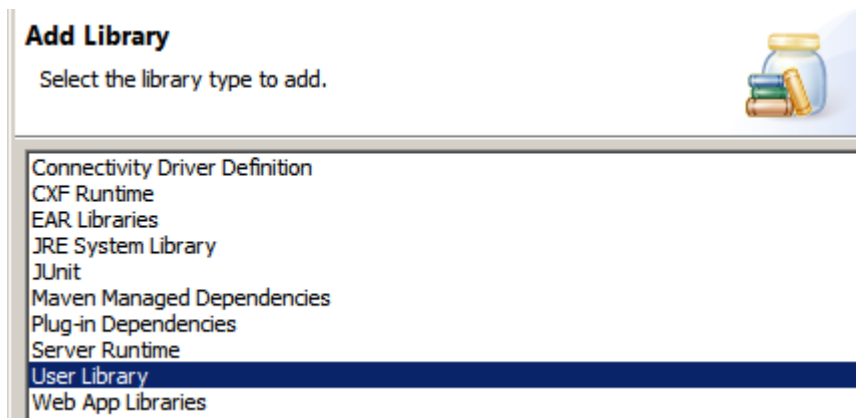 Add Library
Select the library type to add.
Connectivity Driver Definition
CXF Runtime
EAR Libraries
JRE System Library
JUnit
Maven Managed Dependencies
Plug-in Dependencies
Server Runtime
User Library
Web App Libraries